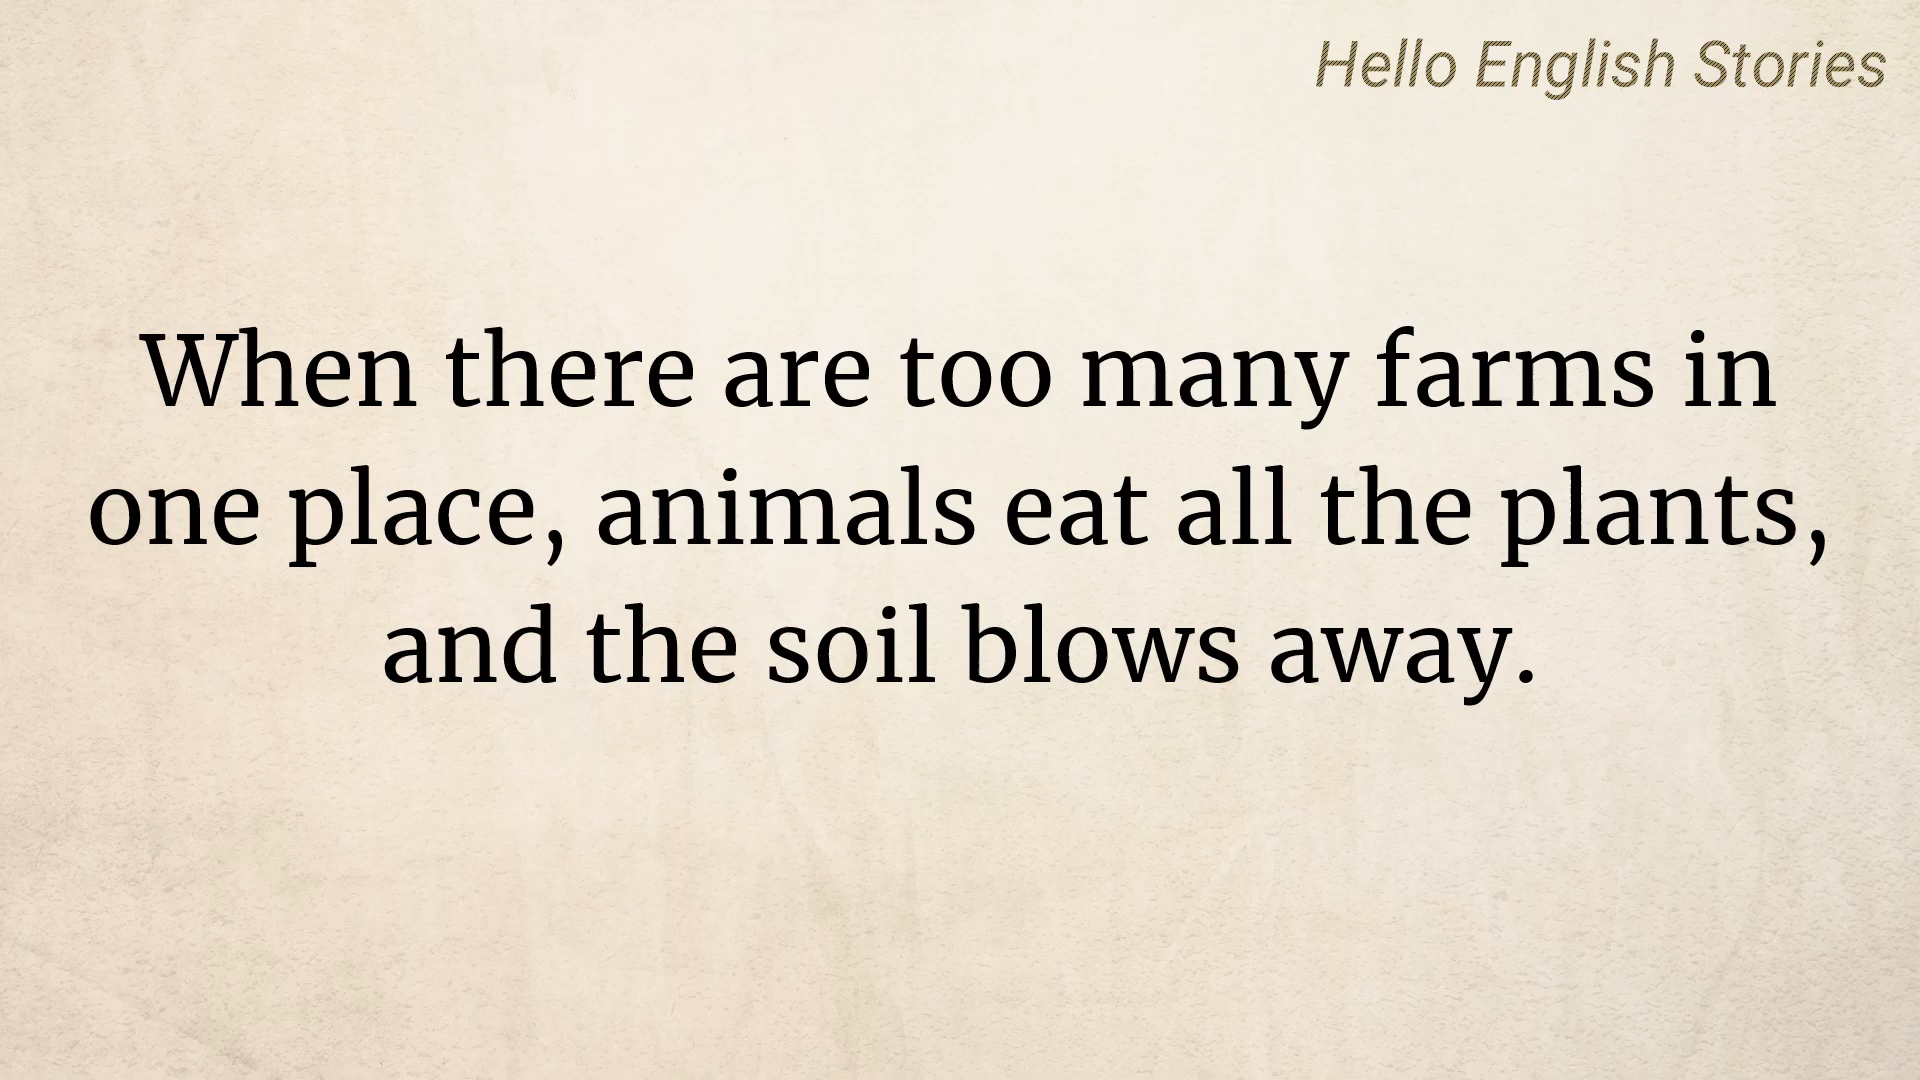 Hello English Stories
When there are too many farms in
one place, animals eat all the plants,
and the soil blows away.